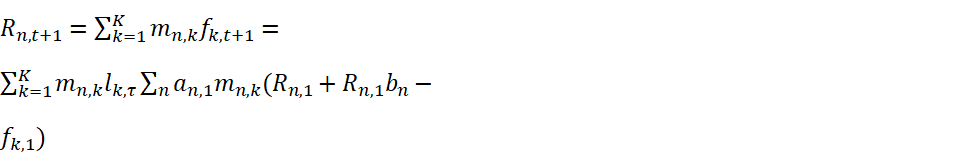 R_{n,t+1} = ∑_{k=1}^{K} m_{n,k} f_{k,t+1} =
∑_{k=1}^{K} m_{n,k} l_{k,τ} ∑_n a_{n,1} m_{n,k} (R_{n,1} + R_{n,1} b_n −
f_{k,1})